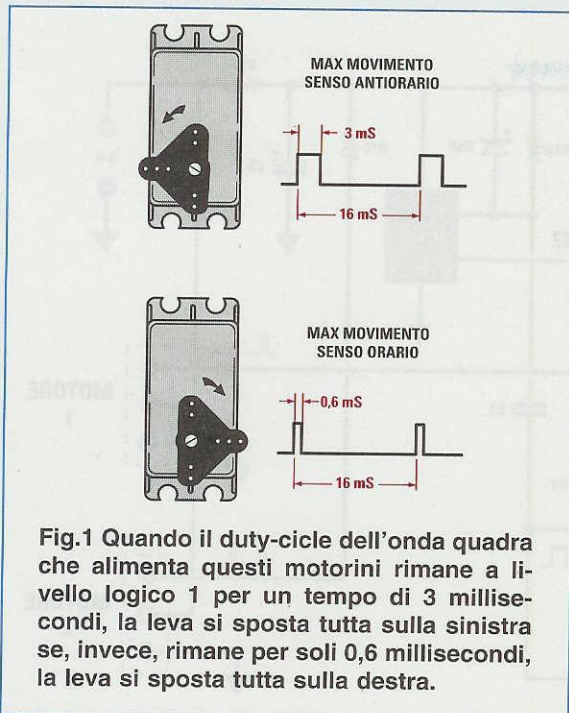 MAX MOVIMENTO
SENSO ANTIORARIO
3 mS
16 mS
MAX MOVIMENTO
SENSO ORARIO
0,6 mS
16 mS
Fig.1 Quando il duty-cicle dell'onda quadra
che alimenta questi motorini rimane a li-
vello logico 1 per un tempo di 3 millise-
condi, la leva si sposta tutta sulla sinistra
se, invece, rimane per soli 0,6 millisecondi,
la leva si sposta tutta sulla destra.
MOTORE
1